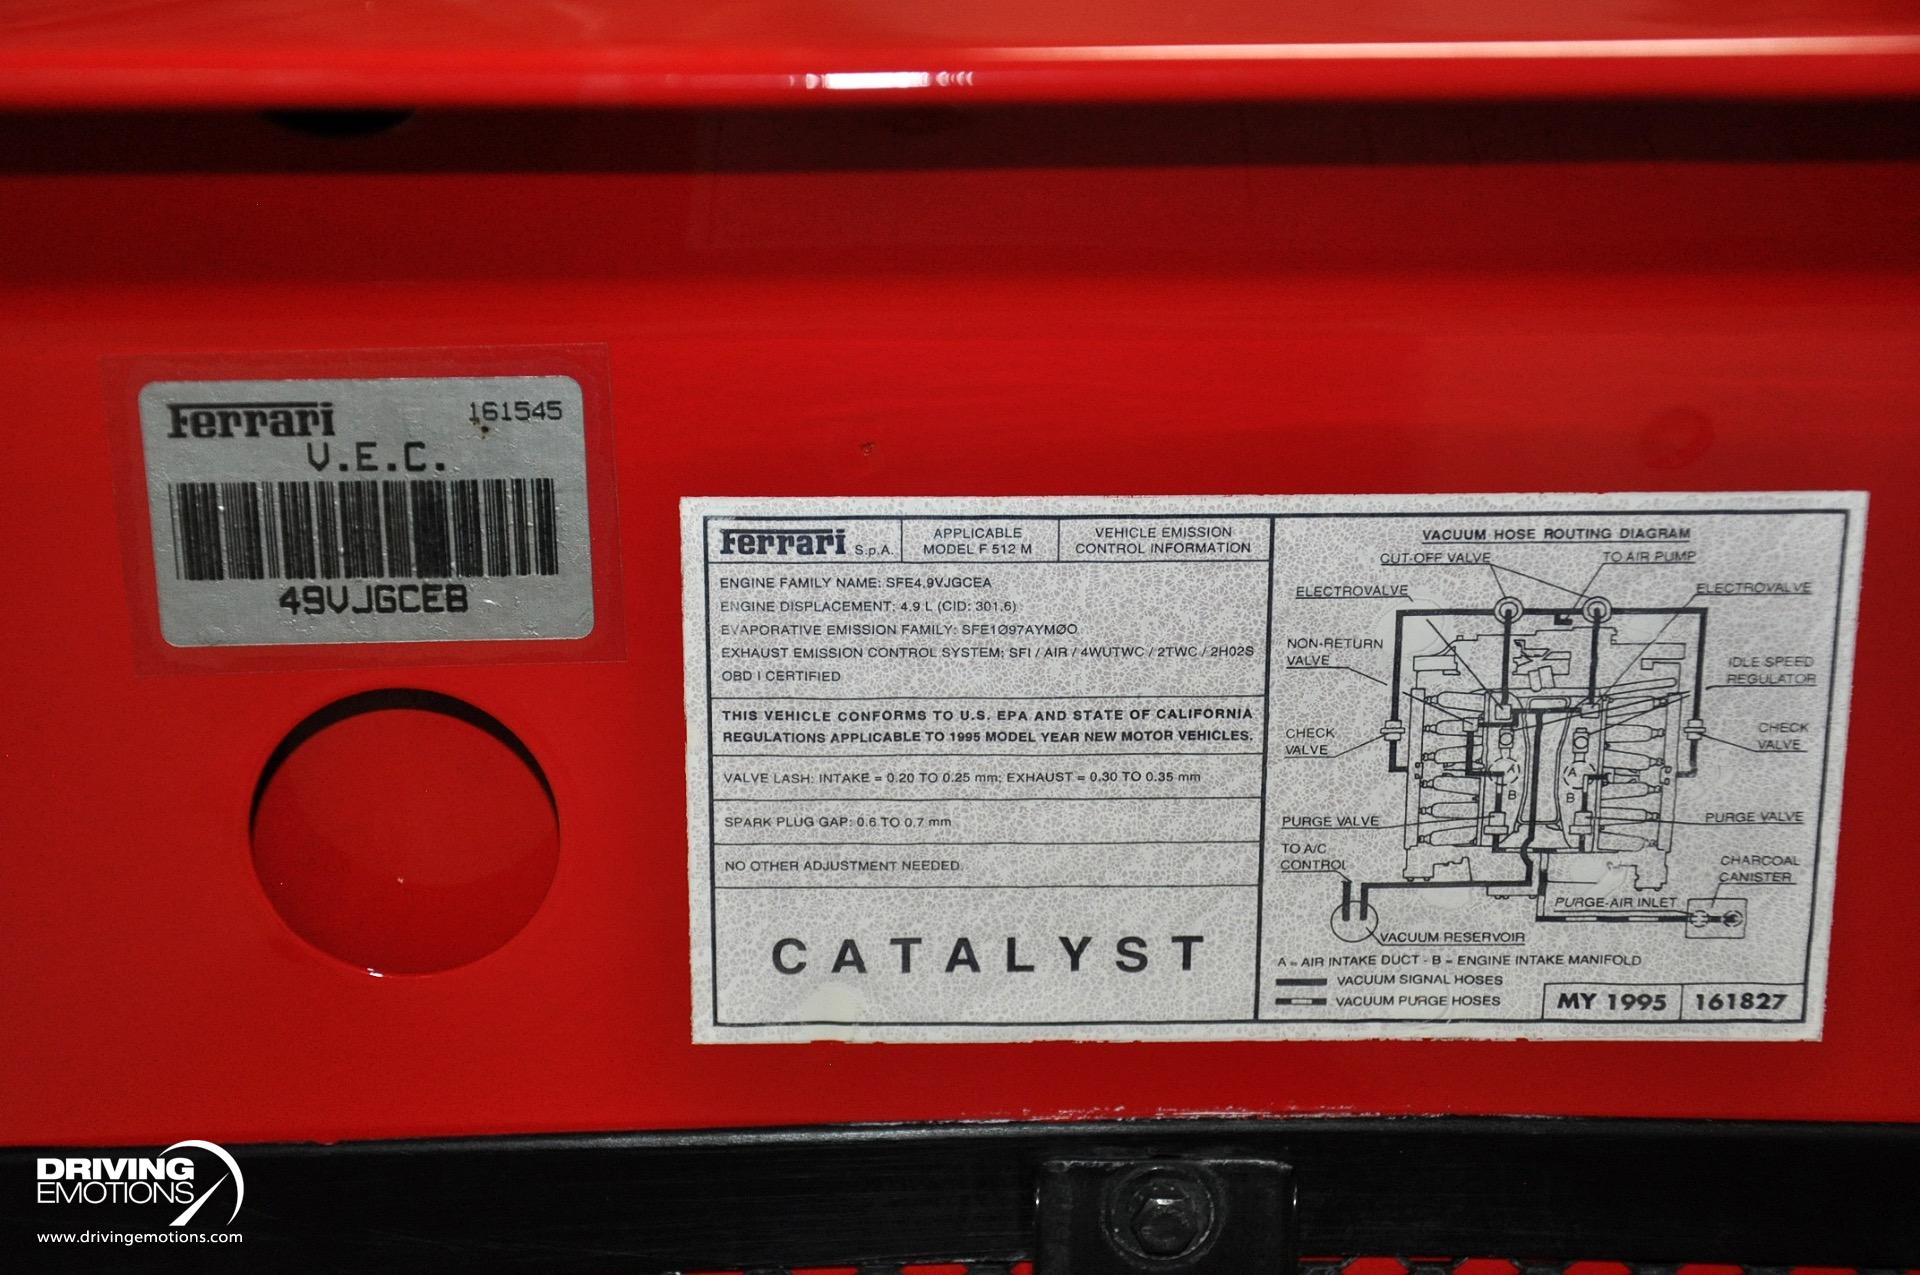 Ferrari 161545
V.E.C.
49VJGCEB
Ferrari S.p.A.
APPLICABLE
MODEL F 512 M
VEHICLE EMISSION
CONTROL INFORMATION
ENGINE FAMILY NAME: SFE4.9VJGCEA
ENGINE DISPLACEMENT: 4.9 L (CID: 301.6)
EVAPORATIVE EMISSION FAMILY: SFE1Ø97AYMØO
EXHAUST EMISSION CONTROL SYSTEM: SFI / AIR / 4WUTWC / 2TWC / 2H02S
OBD I CERTIFIED
THIS VEHICLE CONFORMS TO U.S. EPA AND STATE OF CALIFORNIA
REGULATIONS APPLICABLE TO 1995 MODEL YEAR NEW MOTOR VEHICLES.
VALVE LASH: INTAKE = 0.20 TO 0.25 mm; EXHAUST = 0.30 TO 0.35 mm
SPARK PLUG GAP: 0.6 TO 0.7 mm
NO OTHER ADJUSTMENT NEEDED.
CATALYST
VACUUM HOSE ROUTING DIAGRAM
CUT-OFF VALVE
TO AIR PUMP
ELECTROVALVE
ELECTROVALVE
NON-RETURN
VALVE
IDLE SPEED
REGULATOR
CHECK
VALVE
CHECK
VALVE
A
A
B
B
PURGE VALVE
PURGE VALVE
TO A/C
CONTROL
CHARCOAL
CANISTER
PURGE-AIR INLET
VACUUM RESERVOIR
A = AIR INTAKE DUCT - B = ENGINE INTAKE MANIFOLD
VACUUM SIGNAL HOSES
VACUUM PURGE HOSES
MY 1995 161827
DRIVING
EMOTIONS
www.drivingemotions.com